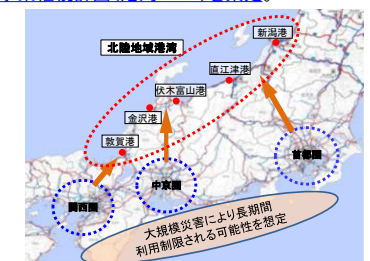 北陸地域港湾
新潟港
直江津港
伏木富山港
金沢港
敦賀港
首都圏
中京圏
関西圏
大規模災害により長期間
利用制限される可能性を想定